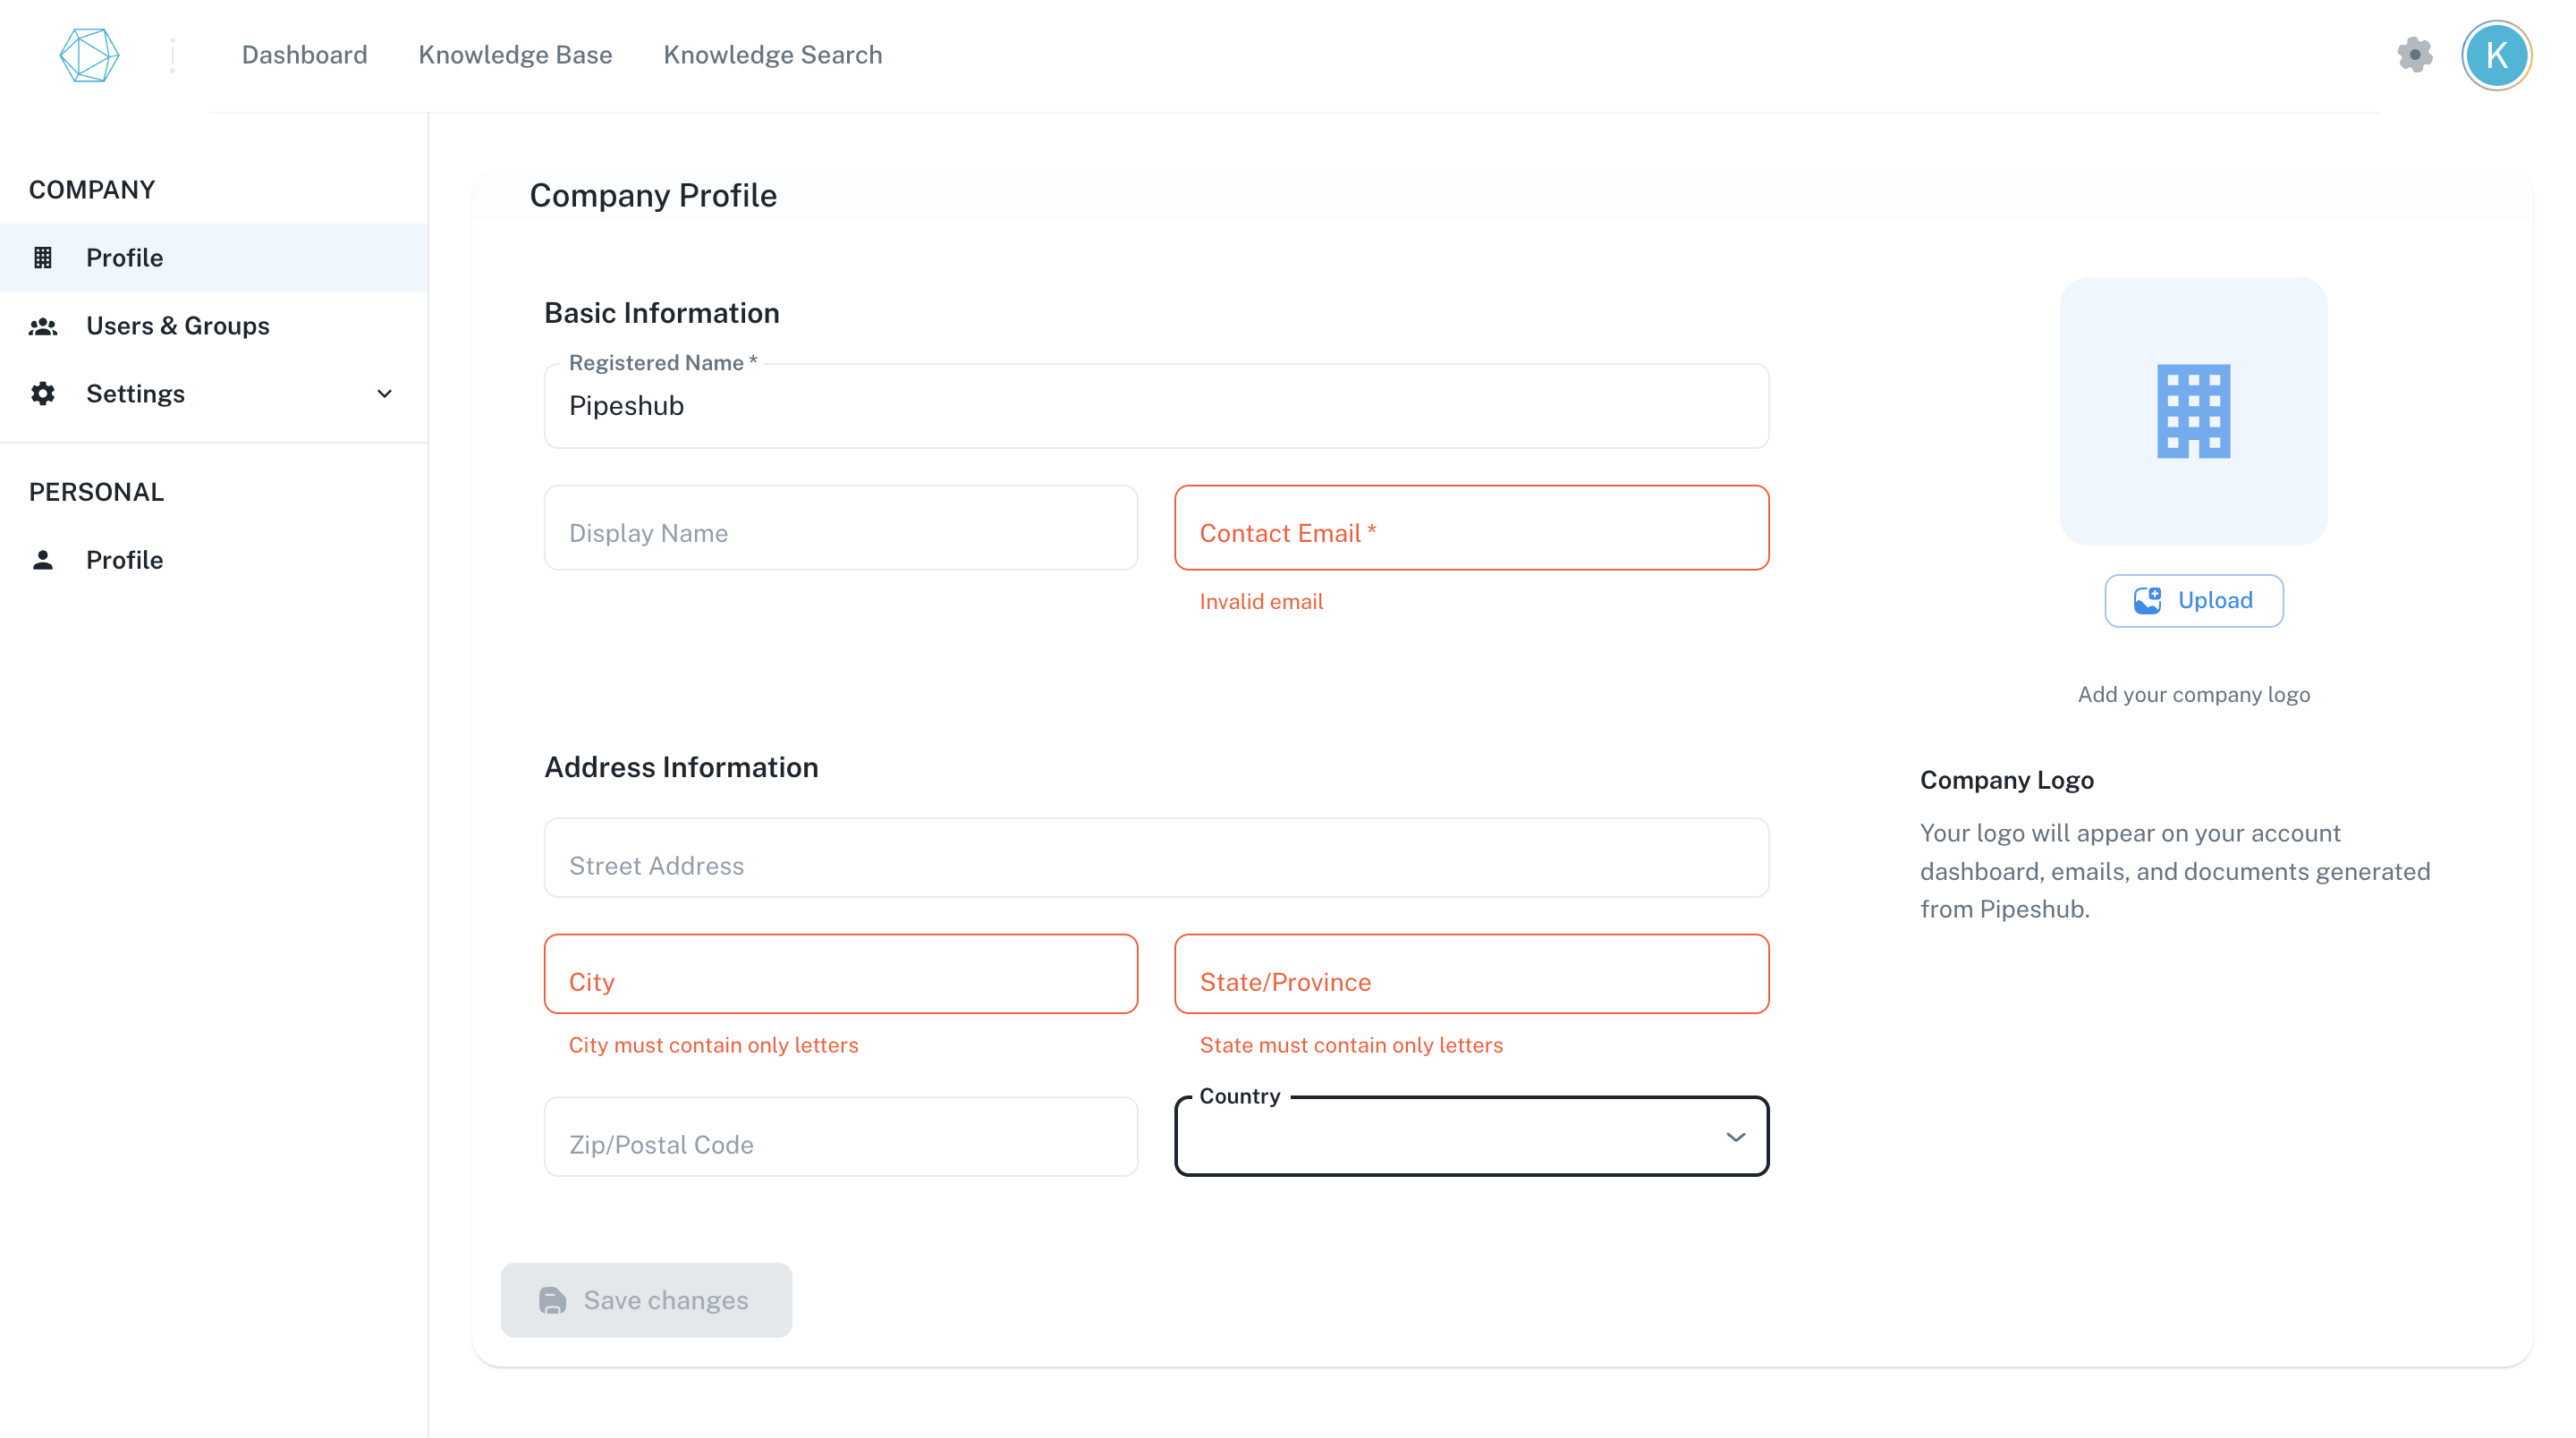 Dashboard
Knowledge Base
Knowledge Search
K
COMPANY
Profile
Users & Groups
Settings
PERSONAL
Profile
Company Profile
Basic Information
Registered Name *
Pipeshub
Display Name
Contact Email *
Invalid email
Address Information
Street Address
City
State/Province
City must contain only letters
State must contain only letters
Zip/Postal Code
Country
Save changes
Upload
Add your company logo
Company Logo
Your logo will appear on your account
dashboard, emails, and documents generated
from Pipeshub.